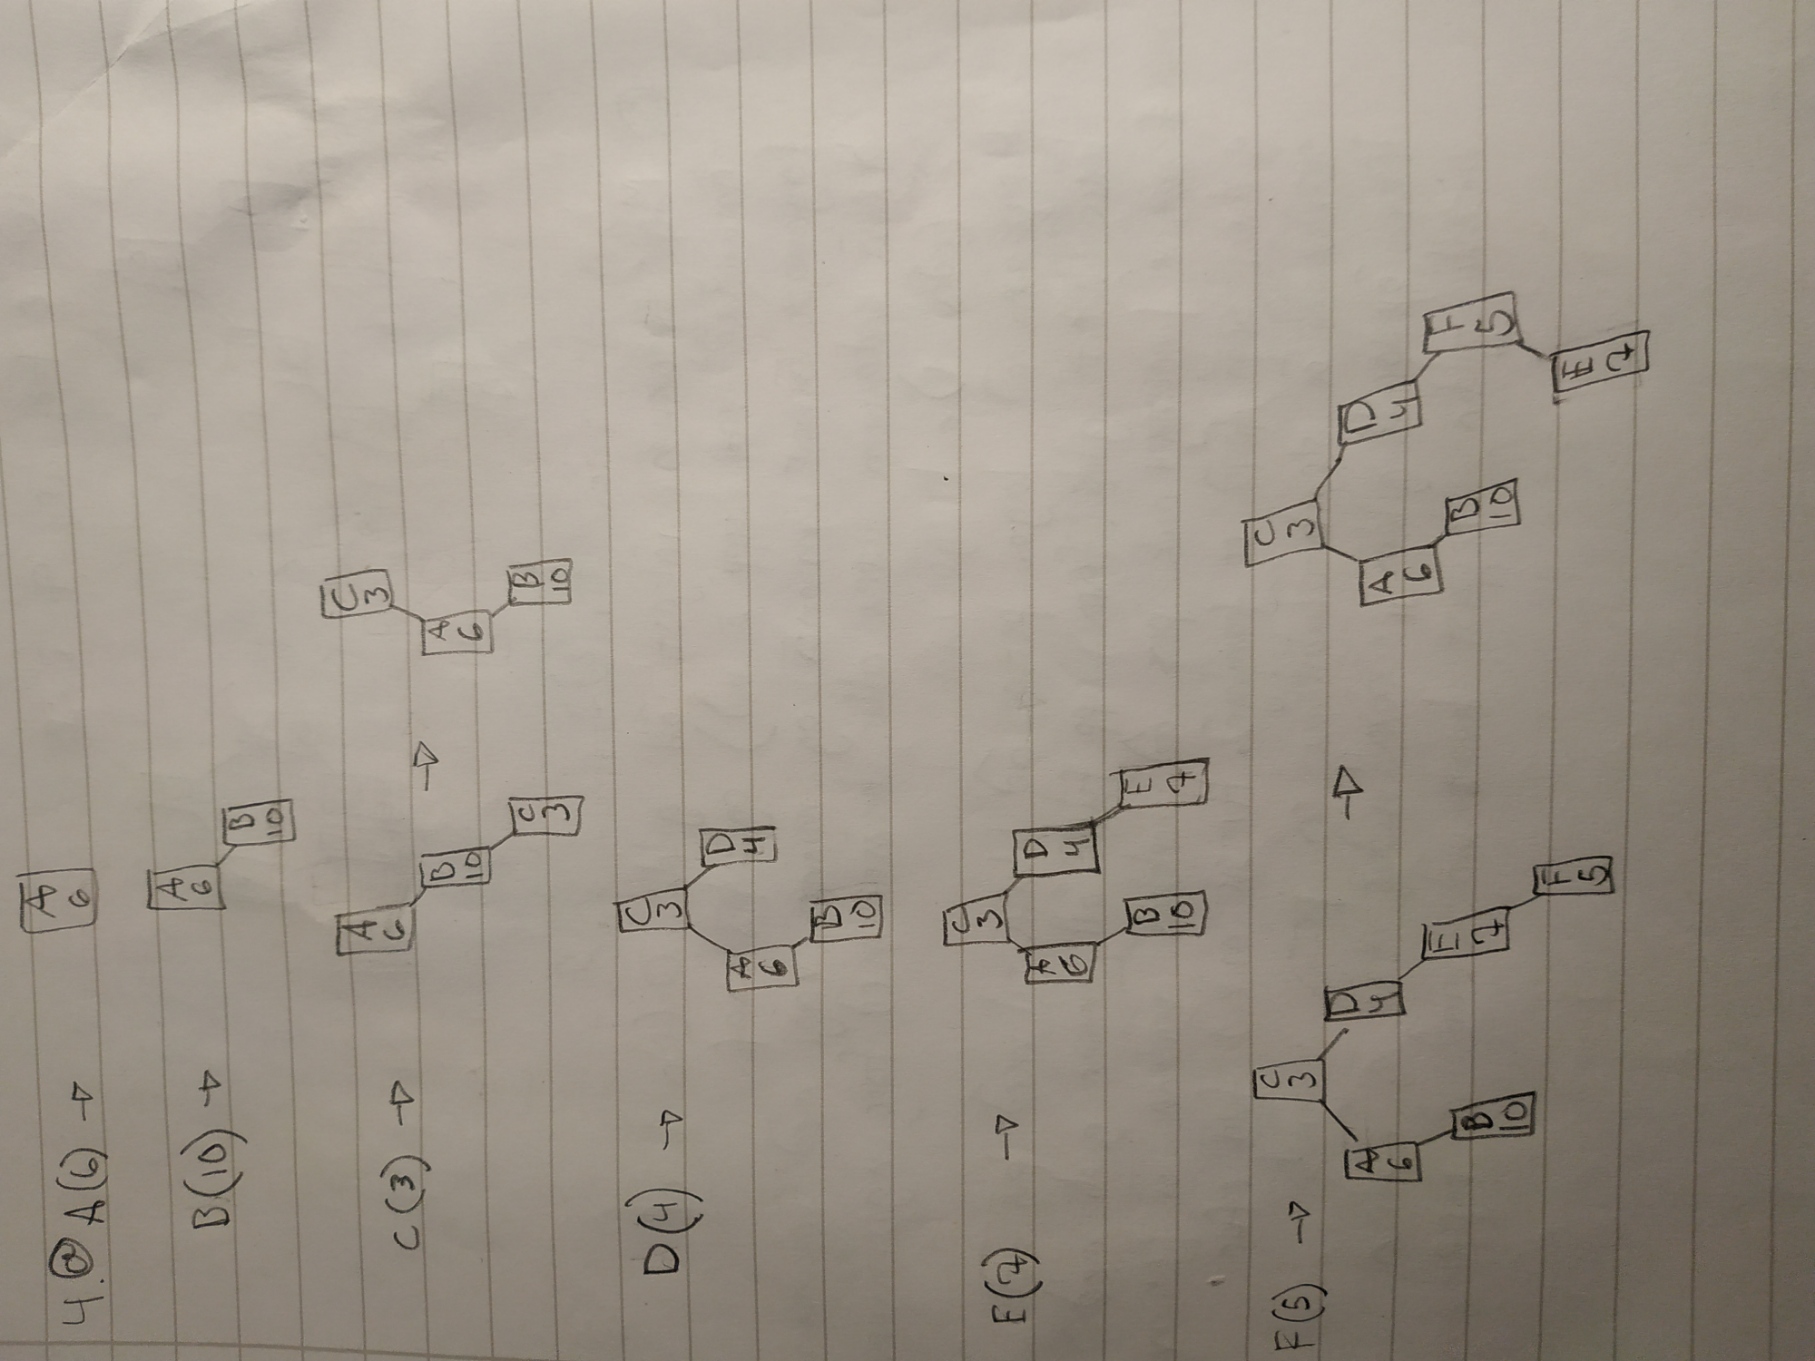 4. a A(6) → A 6
B(10) → A 6 B 10
C(3) → A 6 B 10 C 3 → C 3 A 6 B 10
D(4) → C 3 A 6 D 4 B 10
E(7) → C 3 A 6 D 4 B 10 E 7
F(5) → C 3 A 6 D 4 B 10 E 7 F 5 → C 3 A 6 D 4 B 10 F 5 E 7